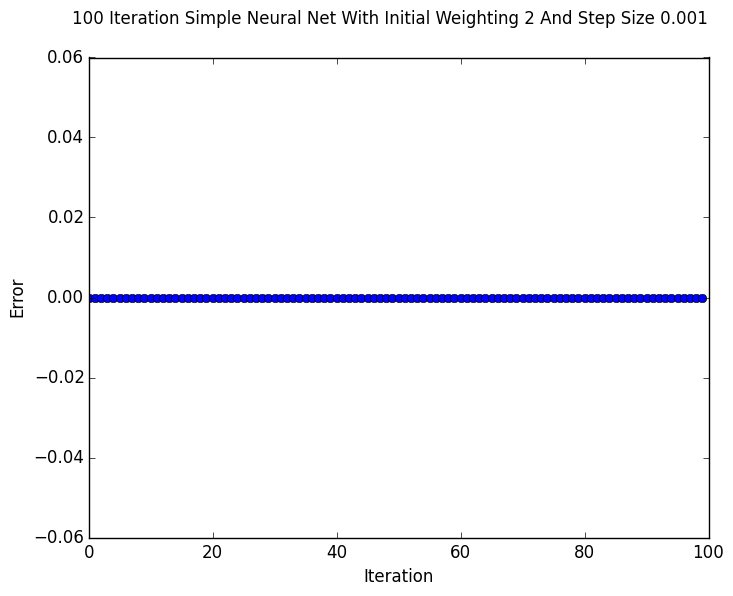 100 Iteration Simple Neural Net With Initial Weighting 2 And Step Size 0.001
0.06
0.04
0.02
0.00
−0.02
−0.04
−0.06
Error
0 20 40 60 80 100
Iteration